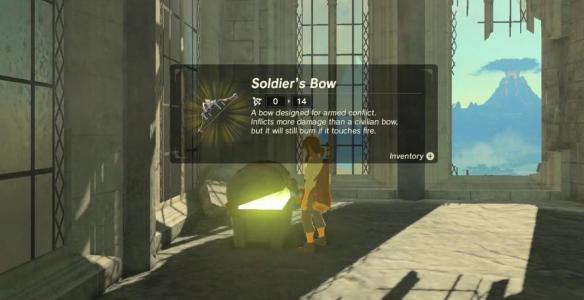 Soldier's Bow
0 14
A bow designed for armed conflict.
Inflicts more damage than a civilian bow,
but it will still burn if it touches fire.
Inventory